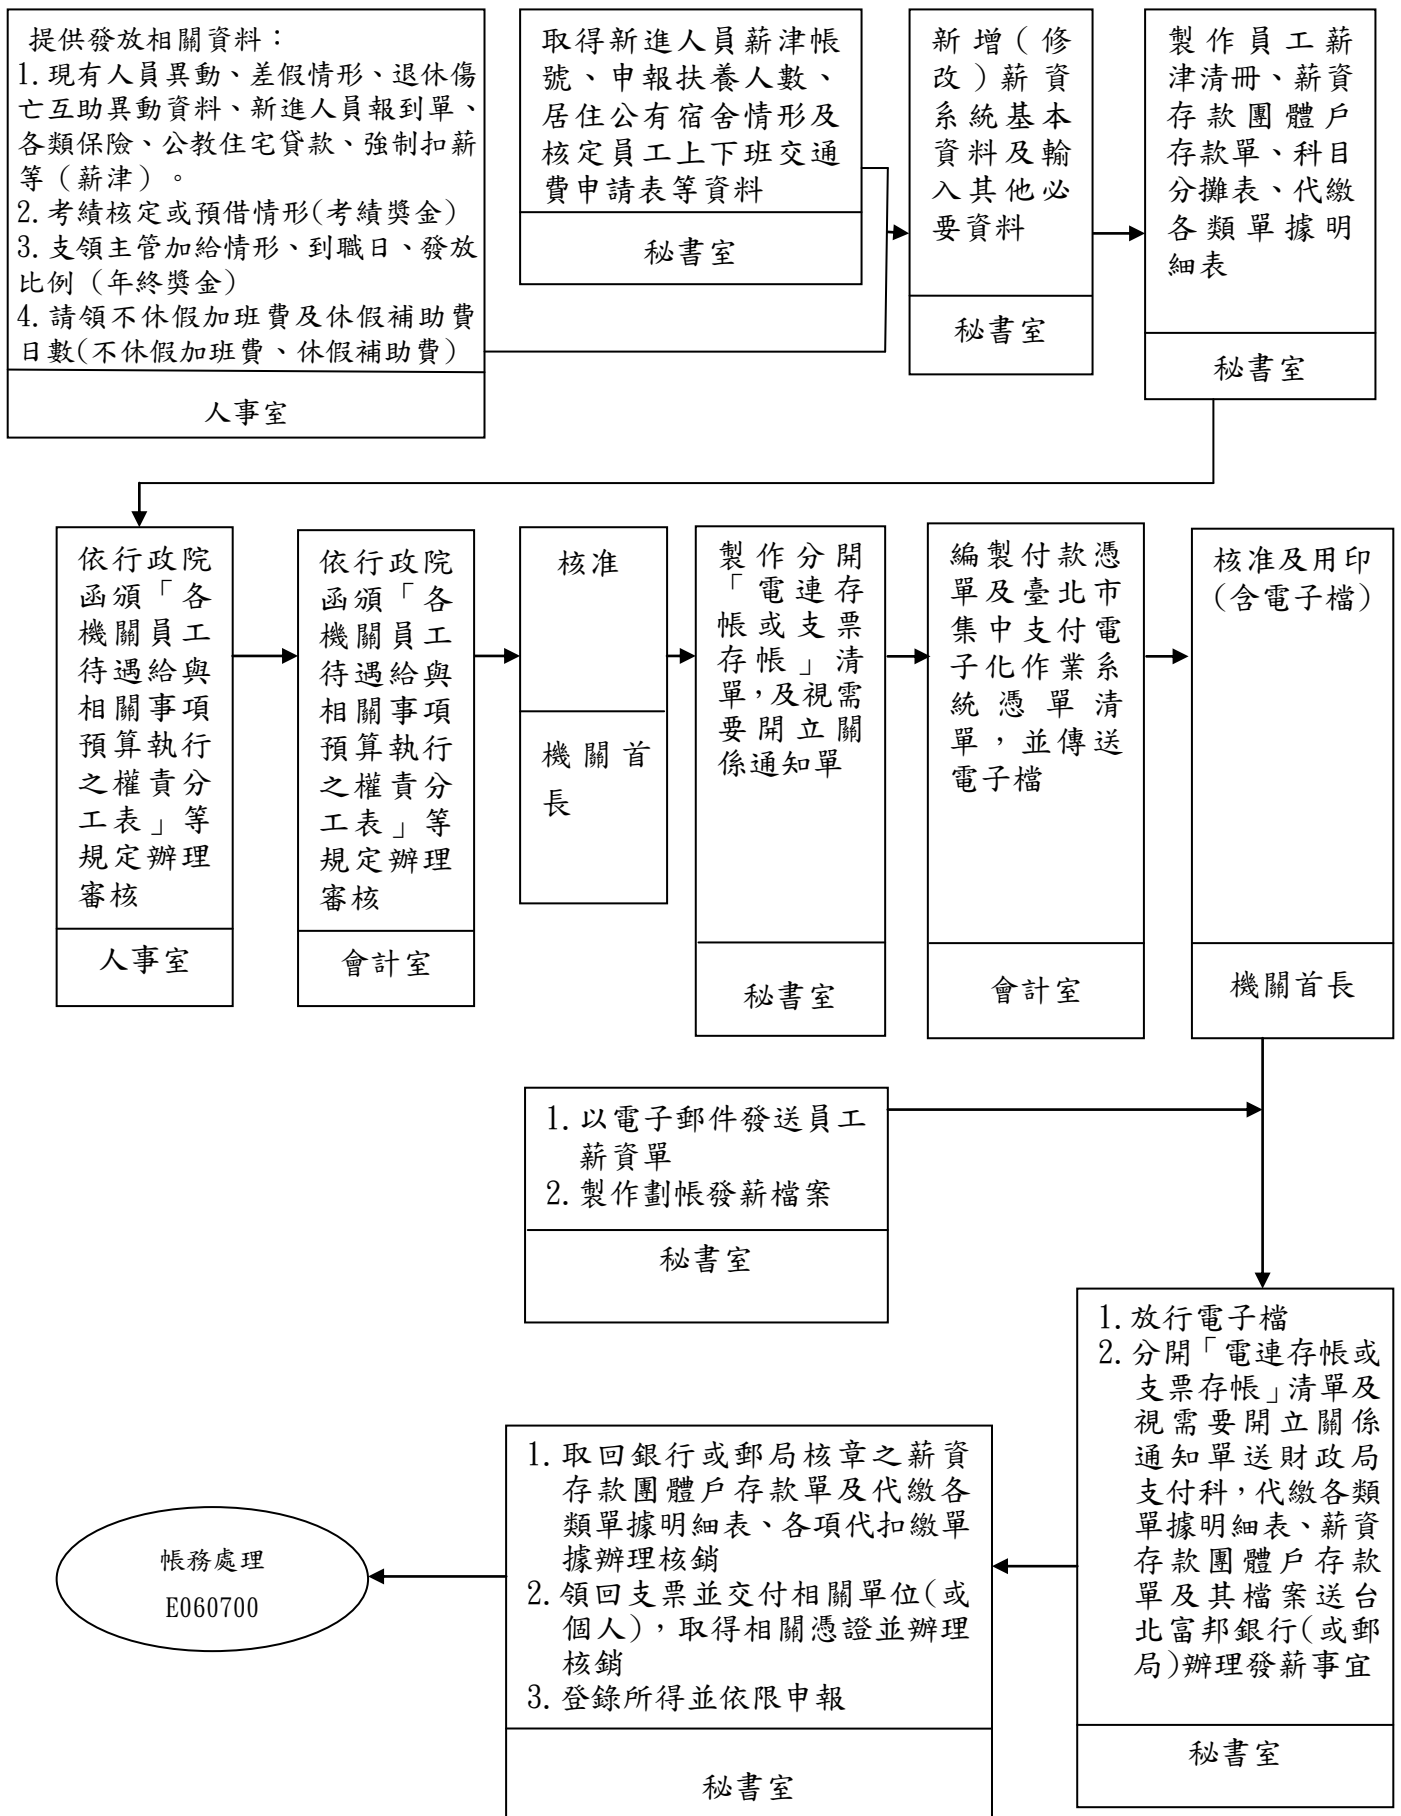 提供發放相關資料：
1.現有人員異動、差假情形、退休傷
亡互助異動資料、新進人員報到單、
各類保險、公教住宅貸款、強制扣薪
等（薪津）。
2.考績核定或預借情形(考績獎金)
3.支領主管加給情形、到職日、發放
比例（年終獎金)
4.請領不休假加班費及休假補助費
日數(不休假加班費、休假補助費)
人事室
取得新進人員薪津帳
號、申報扶養人數、
居住公有宿舍情形及
核定員工上下班交通
費申請表等資料
秘書室
新增（修
改）薪資
系統基本
資料及輸
入其他必
要資料
秘書室
製作員工薪
津清冊、薪資
存款團體戶
存款單、科目
分攤表、代繳
各類單據明
細表
秘書室
依行政院
函頒「各
機關員工
待遇給與
相關事項
預算執行
之權責分
工表」等
規定辦理
審核
人事室
依行政院
函頒「各
機關員工
待遇給與
相關事項
預算執行
之權責分
工表」等
規定辦理
審核
會計室
核准
機關首
長
製作分開
「電連存
帳或支票
存帳」清
單，及視需
要開立關
係通知單
秘書室
編製付款憑
單及臺北市
集中支付電
子化作業系
統憑單清
單，並傳送
電子檔
會計室
核准及用印
(含電子檔)
機關首長
1.以電子郵件發送員工
薪資單
2.製作劃帳發薪檔案
秘書室
1.放行電子檔
2.分開「電連存帳或
支票存帳」清單及
視需要開立關係
通知單送財政局
支付科，代繳各類
單據明細表、薪資
存款團體戶存款
單及其檔案送台
北富邦銀行(或郵
局)辦理發薪事宜
秘書室
1.取回銀行或郵局核章之薪資
存款團體戶存款單及代繳各
類單據明細表、各項代扣繳單
據辦理核銷
2.領回支票並交付相關單位(或
個人)，取得相關憑證並辦理
核銷
3.登錄所得並依限申報
秘書室
帳務處理
E060700